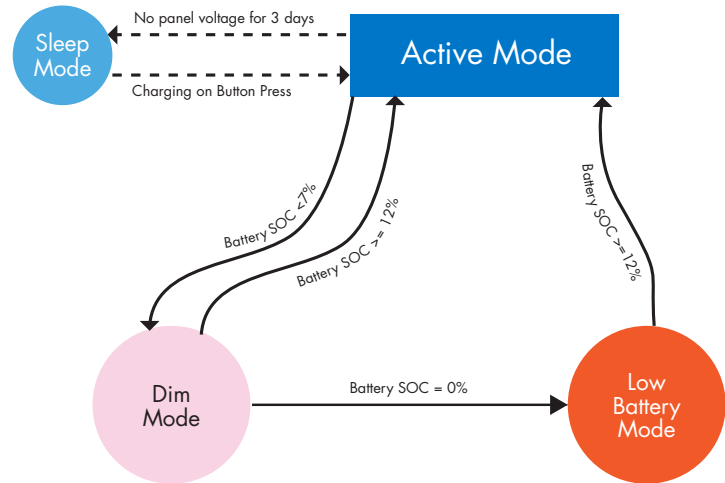 No panel voltage for 3 days
Sleep
Mode
Active Mode
Charging on Button Press
Battery SOC <7%
Battery SOC >= 12%
Battery SOC >=12%
Dim
Mode
Battery SOC = 0%
Low
Battery
Mode